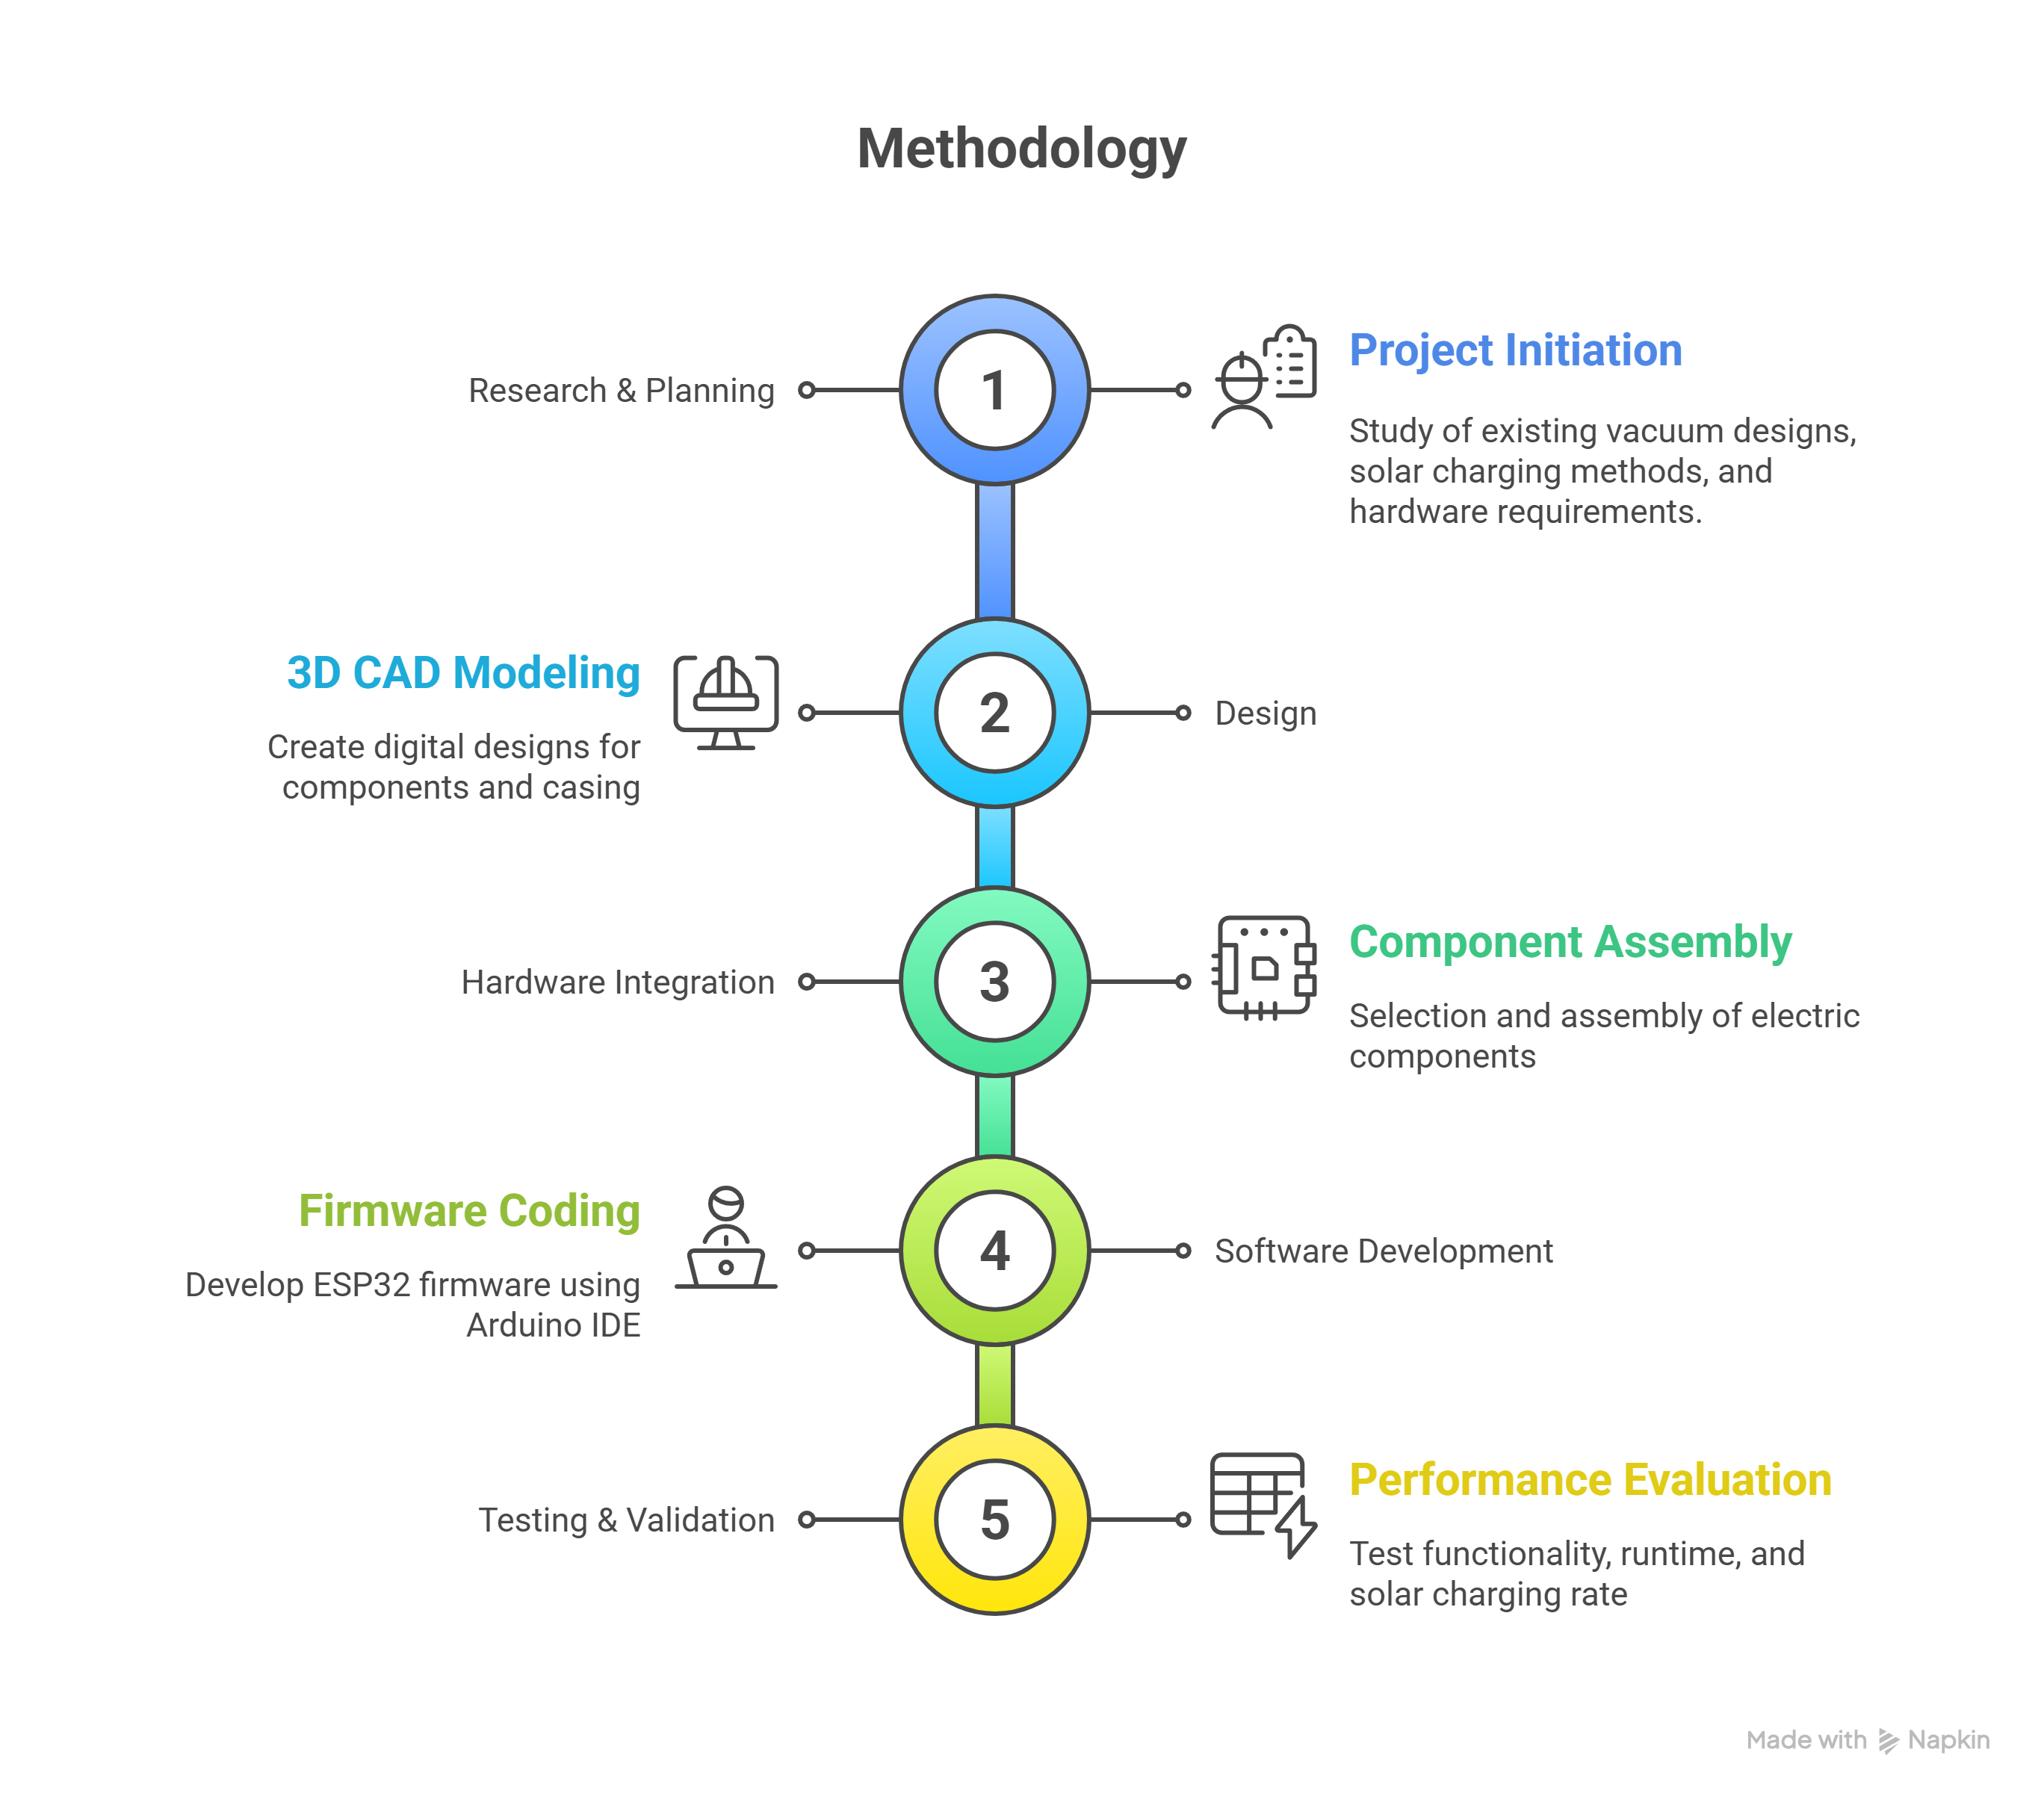 Methodology
Research & Planning
1
Project Initiation
Study of existing vacuum designs,
solar charging methods, and
hardware requirements.
3D CAD Modeling
Create digital designs for
components and casing
2
Design
Hardware Integration
3
Component Assembly
Selection and assembly of electric
components
Firmware Coding
Develop ESP32 firmware using
Arduino IDE
4
Software Development
Testing & Validation
5
Performance Evaluation
Test functionality, runtime, and
solar charging rate
Made with Napkin